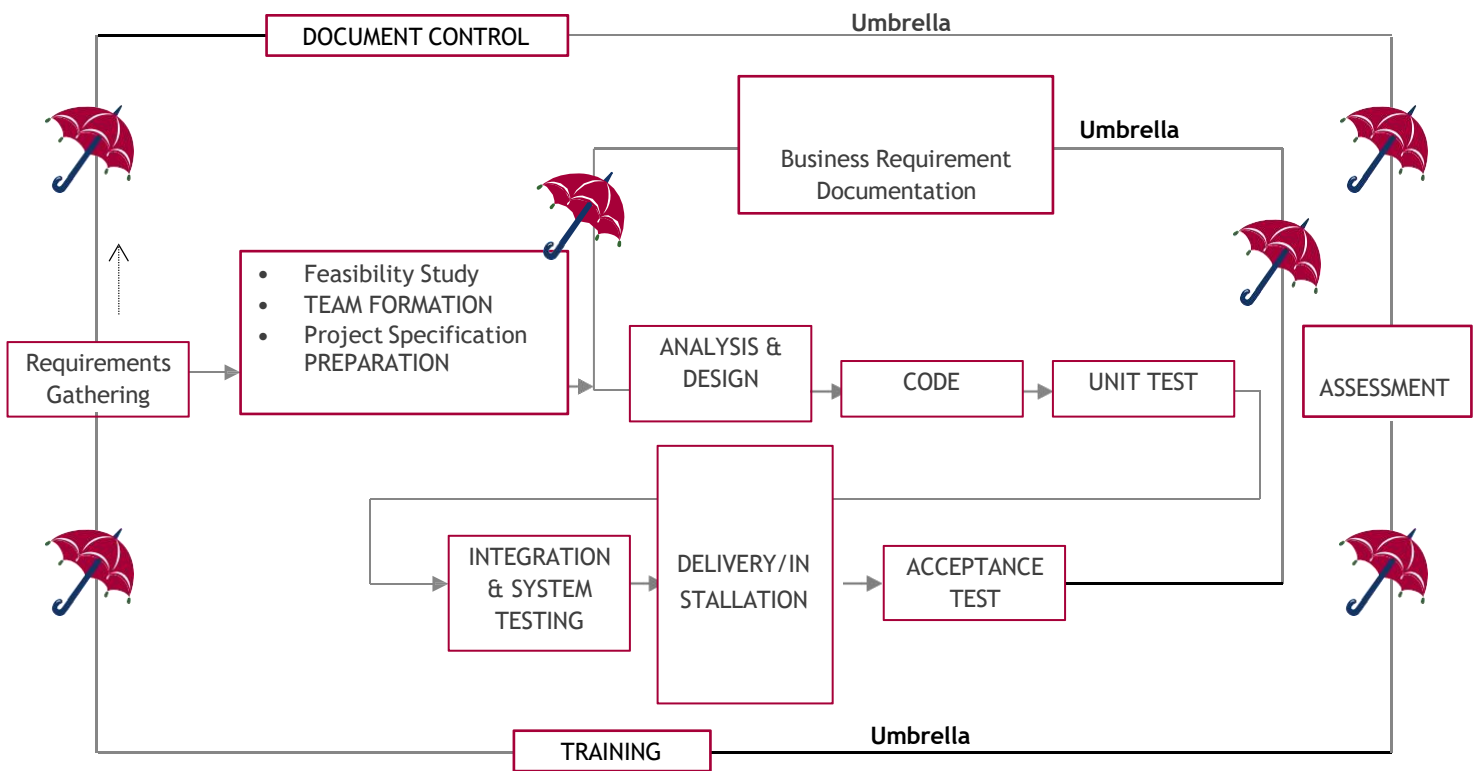 Umbrella
DOCUMENT CONTROL
Umbrella
Business Requirement
Documentation
• Feasibility Study
• TEAM FORMATION
• Project Specification
PREPARATION
Requirements
Gathering
ANALYSIS &
DESIGN
CODE
UNIT TEST
ASSESSMENT
INTEGRATION
& SYSTEM
TESTING
DELIVERY/IN
STALLATION
ACCEPTANCE
TEST
Umbrella
TRAINING